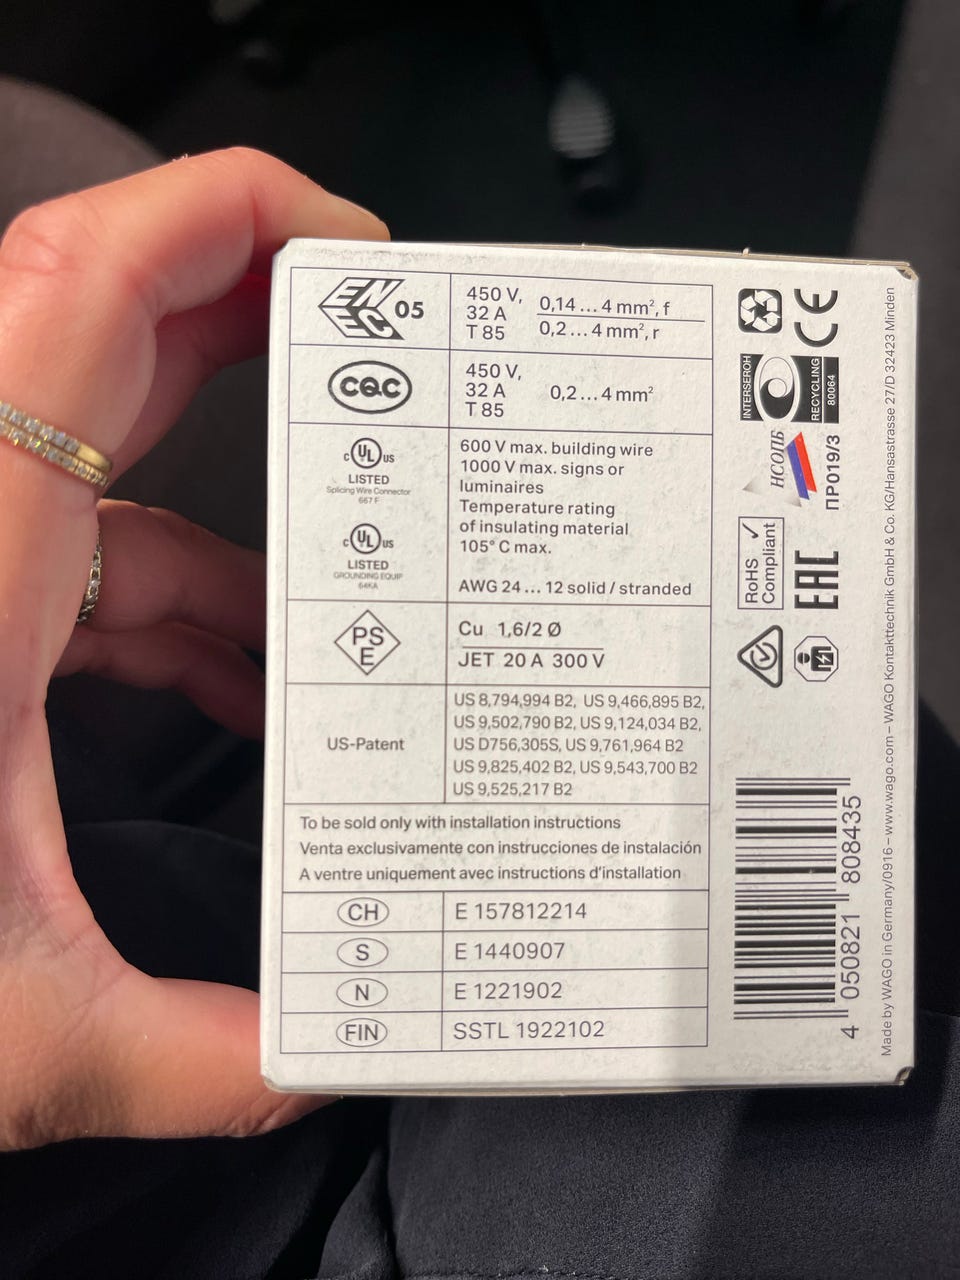 ENEC 05
450 V,
32 A
T 85
0,14 ... 4 mm², f
0,2 ... 4 mm², r
CQC
450 V,
32 A
T 85
0,2 ... 4 mm²
c UL us
LISTED
Splicing Wire Connector
667 F
c UL us
LISTED
GROUNDING EQUIP
64KA
600 V max. building wire
1000 V max. signs or
luminaires
Temperature rating
of insulating material
105° C max.
AWG 24 ... 12 solid / stranded
PS
E
Cu 1,6/2 Ø
JET 20 A 300 V
US-Patent
US 8,794,994 B2, US 9,466,895 B2,
US 9,502,790 B2, US 9,124,034 B2,
US D756,305S, US 9,761,964 B2
US 9,825,402 B2, US 9,543,700 B2
US 9,525,217 B2
To be sold only with installation instructions
Venta exclusivamente con instrucciones de instalación
A ventre uniquement avec instructions d'installation
CH E 157812214
S E 1440907
N E 1221902
FIN SSTL 1922102
CE
INTERSEROH
RECYCLING
80064
НСОПБ
ПР019/3
RoHS
Compliant
EAC
4 050821 808435
Made by WAGO in Germany/0916 – www.wago.com – WAGO Kontakttechnik GmbH & Co. KG/Hansastrasse 27/D 32423 Minden